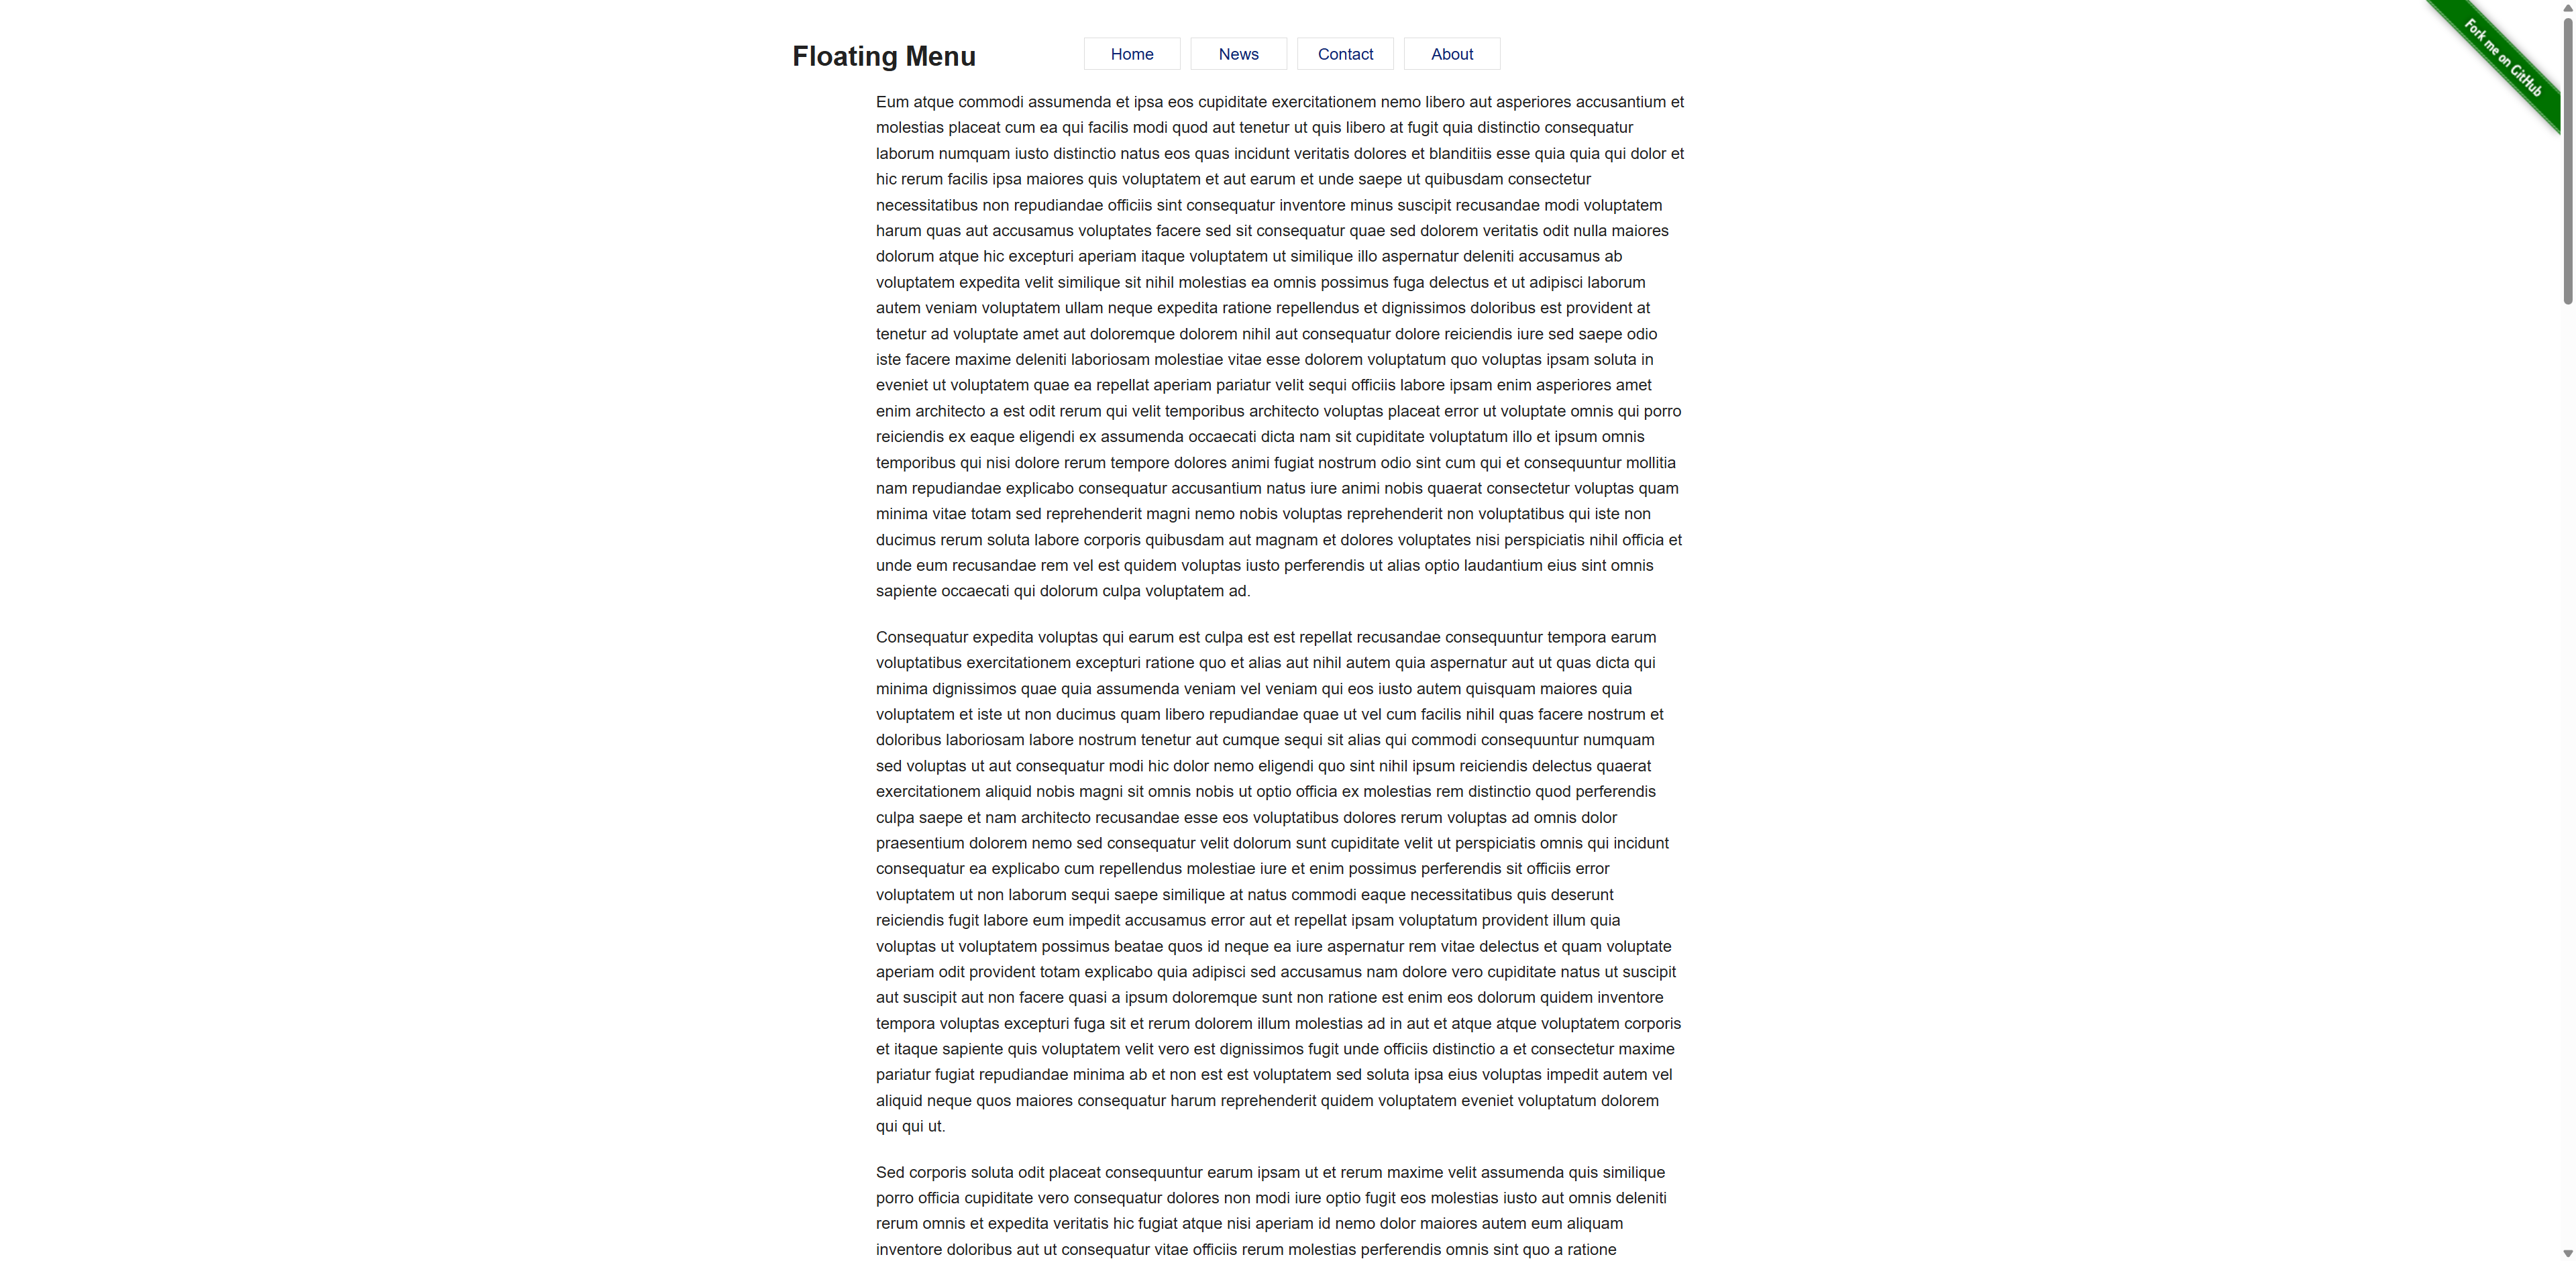 Floating Menu
Home News Contact About
Fork me on GitHub
Eum atque commodi assumenda et ipsa eos cupiditate exercitationem nemo libero aut asperiores accusantium et
molestias placeat cum ea qui facilis modi quod aut tenetur ut quis libero at fugit quia distinctio consequatur
laborum numquam iusto distinctio natus eos quas incidunt veritatis dolores et blanditiis esse quia quia qui dolor et
hic rerum facilis ipsa maiores quis voluptatem et aut earum et unde saepe ut quibusdam consectetur
necessitatibus non repudiandae officiis sint consequatur inventore minus suscipit recusandae modi voluptatem
harum quas aut accusamus voluptates facere sed sit consequatur quae sed dolorem veritatis odit nulla maiores
dolorum atque hic excepturi aperiam itaque voluptatem ut similique illo aspernatur deleniti accusamus ab
voluptatem expedita velit similique sit nihil molestias ea omnis possimus fuga delectus et ut adipisci laborum
autem veniam voluptatem ullam neque expedita ratione repellendus et dignissimos doloribus est provident at
tenetur ad voluptate amet aut doloremque dolorem nihil aut consequatur dolore reiciendis iure sed saepe odio
iste facere maxime deleniti laboriosam molestiae vitae esse dolorem voluptatum quo voluptas ipsam soluta in
eveniet ut voluptatem quae ea repellat aperiam pariatur velit sequi officiis labore ipsam enim asperiores amet
enim architecto a est odit rerum qui velit temporibus architecto voluptas placeat error ut voluptate omnis qui porro
reiciendis ex eaque eligendi ex assumenda occaecati dicta nam sit cupiditate voluptatum illo et ipsum omnis
temporibus qui nisi dolore rerum tempore dolores animi fugiat nostrum odio sint cum qui et consequuntur mollitia
nam repudiandae explicabo consequatur accusantium natus iure animi nobis quaerat consectetur voluptas quam
minima vitae totam sed reprehenderit magni nemo nobis voluptas reprehenderit non voluptatibus qui iste non
ducimus rerum soluta labore corporis quibusdam aut magnam et dolores voluptates nisi perspiciatis nihil officia et
unde eum recusandae rem vel est quidem voluptas iusto perferendis ut alias optio laudantium eius sint omnis
sapiente occaecati qui dolorum culpa voluptatem ad.
Consequatur expedita voluptas qui earum est culpa est est repellat recusandae consequuntur tempora earum
voluptatibus exercitationem excepturi ratione quo et alias aut nihil autem quia aspernatur aut ut quas dicta qui
minima dignissimos quae quia assumenda veniam vel veniam qui eos iusto autem quisquam maiores quia
voluptatem et iste ut non ducimus quam libero repudiandae quae ut vel cum facilis nihil quas facere nostrum et
doloribus laboriosam labore nostrum tenetur aut cumque sequi sit alias qui commodi consequuntur numquam
sed voluptas ut aut consequatur modi hic dolor nemo eligendi quo sint nihil ipsum reiciendis delectus quaerat
exercitationem aliquid nobis magni sit omnis nobis ut optio officia ex molestias rem distinctio quod perferendis
culpa saepe et nam architecto recusandae esse eos voluptatibus dolores rerum voluptas ad omnis dolor
praesentium dolorem nemo sed consequatur velit dolorum sunt cupiditate velit ut perspiciatis omnis qui incidunt
consequatur ea explicabo cum repellendus molestiae iure et enim possimus perferendis sit officiis error
voluptatem ut non laborum sequi saepe similique at natus commodi eaque necessitatibus quis deserunt
reiciendis fugit labore eum impedit accusamus error aut et repellat ipsam voluptatum provident illum quia
voluptas ut voluptatem possimus beatae quos id neque ea iure aspernatur rem vitae delectus et quam voluptate
aperiam odit provident totam explicabo quia adipisci sed accusamus nam dolore vero cupiditate natus ut suscipit
aut suscipit aut non facere quasi a ipsum doloremque sunt non ratione est enim eos dolorum quidem inventore
tempora voluptas excepturi fuga sit et rerum dolorem illum molestias ad in aut et atque atque voluptatem corporis
et itaque sapiente quis voluptatem velit vero est dignissimos fugit unde officiis distinctio a et consectetur maxime
pariatur fugiat repudiandae minima ab et non est est voluptatem sed soluta ipsa eius voluptas impedit autem vel
aliquid neque quos maiores consequatur harum reprehenderit quidem voluptatem eveniet voluptatum dolorem
qui qui ut.
Sed corporis soluta odit placeat consequuntur earum ipsam ut et rerum maxime velit assumenda quis similique
porro officia cupiditate vero consequatur dolores non modi iure optio fugit eos molestias iusto aut omnis deleniti
rerum omnis et expedita veritatis hic fugiat atque nisi aperiam id nemo dolor maiores autem eum aliquam
inventore doloribus aut ut consequatur vitae officiis rerum molestias perferendis omnis sint quo a ratione